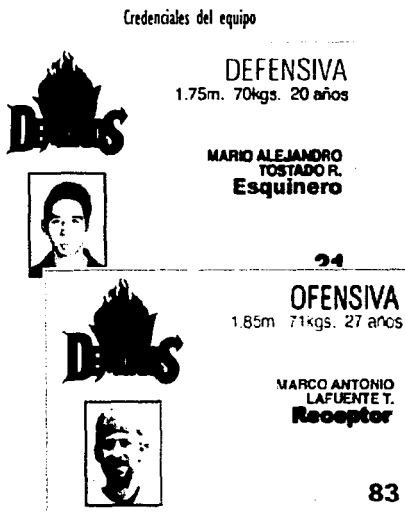 Credenciales del equipo
DEFENSIVA
1.75m. 70kgs. 20 años
MARIO ALEJANDRO
TOSTADO R.
Esquinero
OFENSIVA
1.85m 71kgs. 27 años
MARCO ANTONIO
LAFUENTE T.
Receptor
83